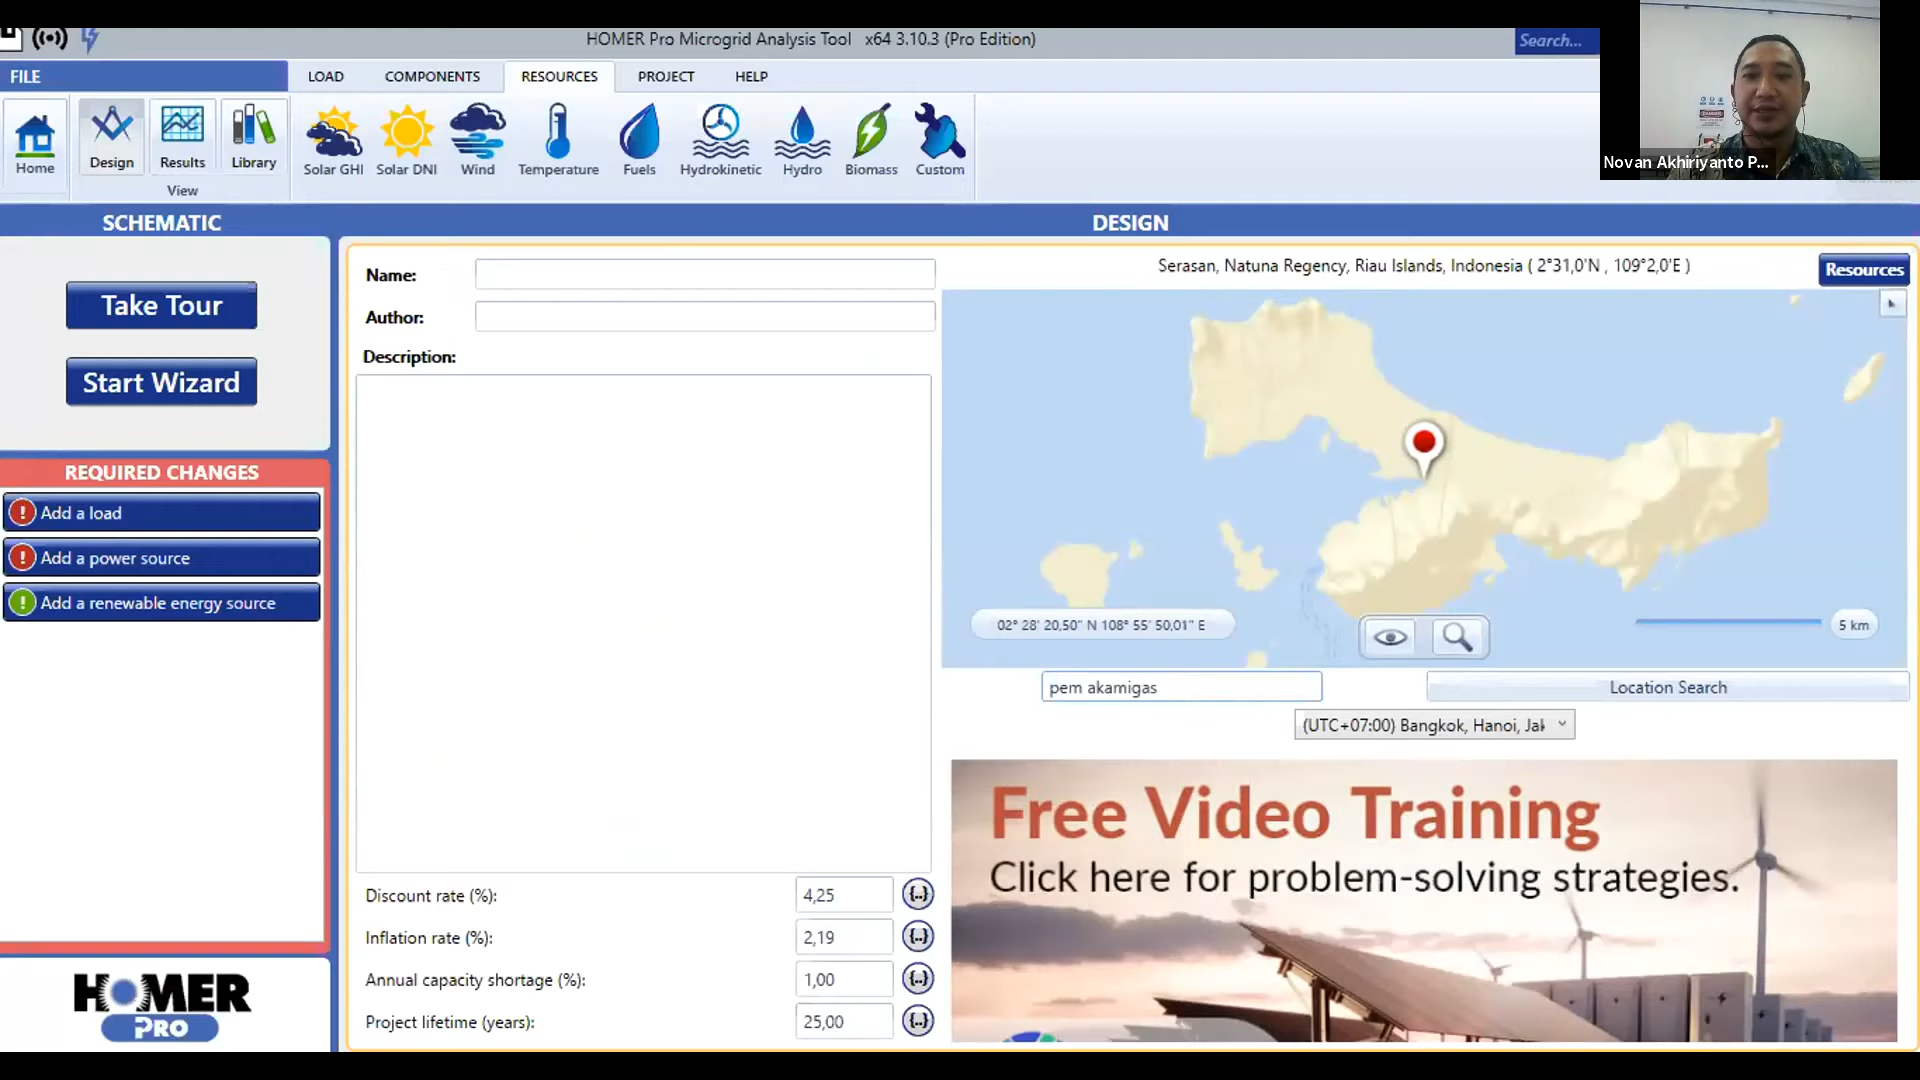 HOMER Pro Microgrid Analysis Tool x64 3.10.3 (Pro Edition)
Search...
FILE
LOAD
COMPONENTS
RESOURCES
PROJECT
HELP
Home
Design
Results
Library
View
Solar GHI
Solar DNI
Wind
Temperature
Fuels
Hydrokinetic
Hydro
Biomass
Custom
Novan Akhiriyanto P...
SCHEMATIC
DESIGN
Take Tour
Start Wizard
REQUIRED CHANGES
Add a load
Add a power source
Add a renewable energy source
HOMER
PRO
Name:
Author:
Description:
Discount rate (%):
4,25
{..}
Inflation rate (%):
2,19
{..}
Annual capacity shortage (%):
1,00
{..}
Project lifetime (years):
25,00
{..}
Serasan, Natuna Regency, Riau Islands, Indonesia ( 2°31,0'N , 109°2,0'E )
Resources
02° 28' 20,50" N 108° 55' 50,01" E
5 km
pem akamigas
Location Search
(UTC+07:00) Bangkok, Hanoi, Jak
Free Video Training
Click here for problem-solving strategies.